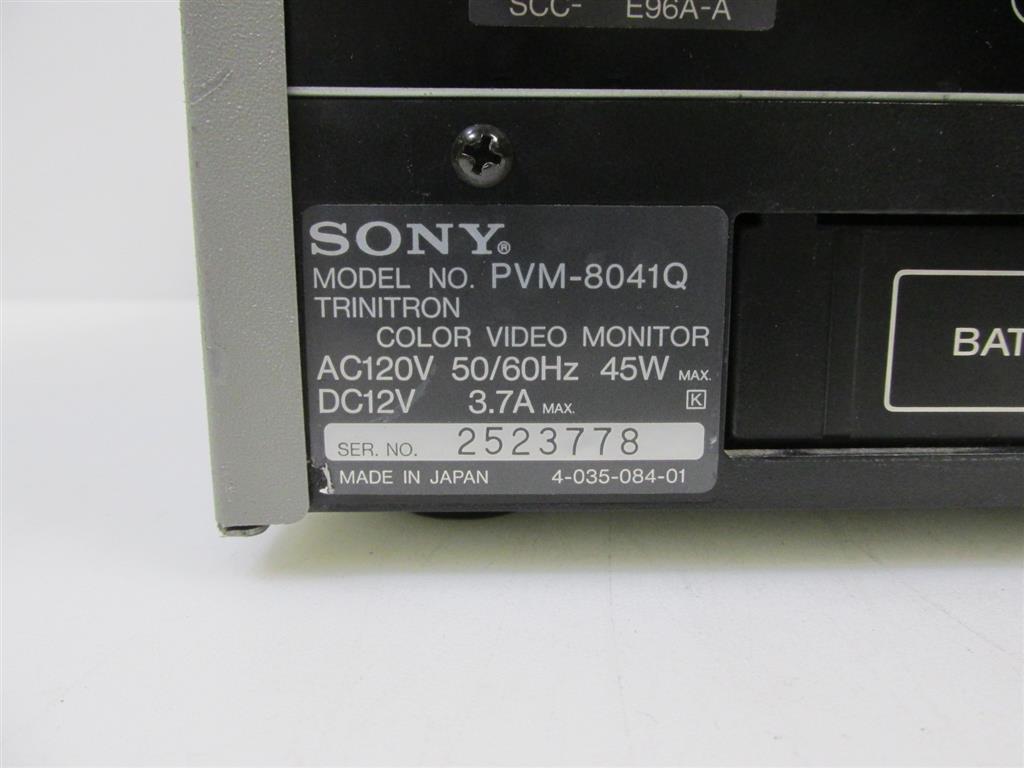 SCC- E96A-A
SONY®
MODEL NO. PVM-8041Q
TRINITRON
COLOR VIDEO MONITOR
AC120V 50/60Hz 45W MAX.
DC12V 3.7A MAX. K
SER. NO. 2523778
MADE IN JAPAN 4-035-084-01
BAT